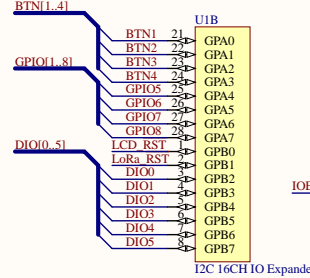 BTN[1..4]
U1B
BTN1 21 GPA0
BTN2 22 GPA1
BTN3 23 GPA2
BTN4 24 GPA3
GPIO[1..8]
GPIO5 25 GPA4
GPIO6 26 GPA5
GPIO7 27 GPA6
GPIO8 28 GPA7
LCD_RST 1 GPB0
DIO[0..5]
LoRa_RST 2 GPB1
DIO0 3 GPB2
DIO1 4 GPB3
IOE
DIO2 5 GPB4
DIO3 6 GPB5
DIO4 7 GPB6
DIO5 8 GPB7
I2C 16CH IO Expande